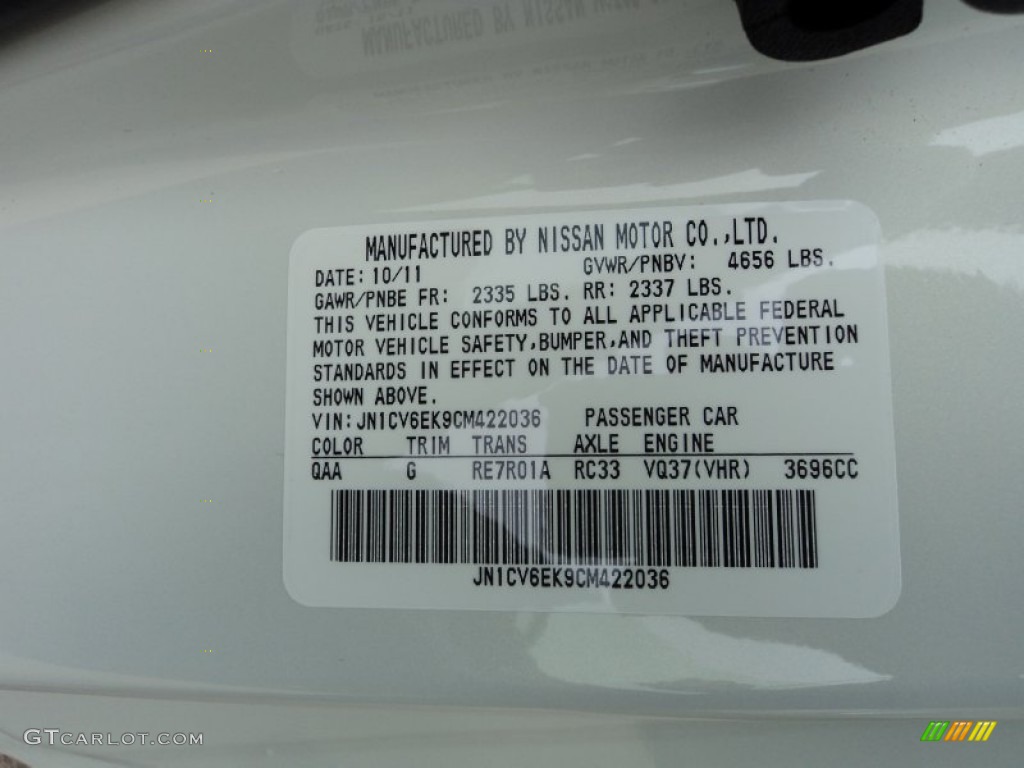 MANUFACTURED BY NISSAN MOTOR CO.,LTD.
DATE: 10/11 GVWR/PNBV: 4656 LBS.
GAWR/PNBE FR: 2335 LBS. RR: 2337 LBS.
THIS VEHICLE CONFORMS TO ALL APPLICABLE FEDERAL
MOTOR VEHICLE SAFETY,BUMPER,AND THEFT PREVENTION
STANDARDS IN EFFECT ON THE DATE OF MANUFACTURE
SHOWN ABOVE.
VIN:JN1CV6EK9CM422036 PASSENGER CAR
COLOR TRIM TRANS AXLE ENGINE
QAA G RE7R01A RC33 VQ37(VHR) 3696CC
JN1CV6EK9CM422036
GTCARLOT.COM